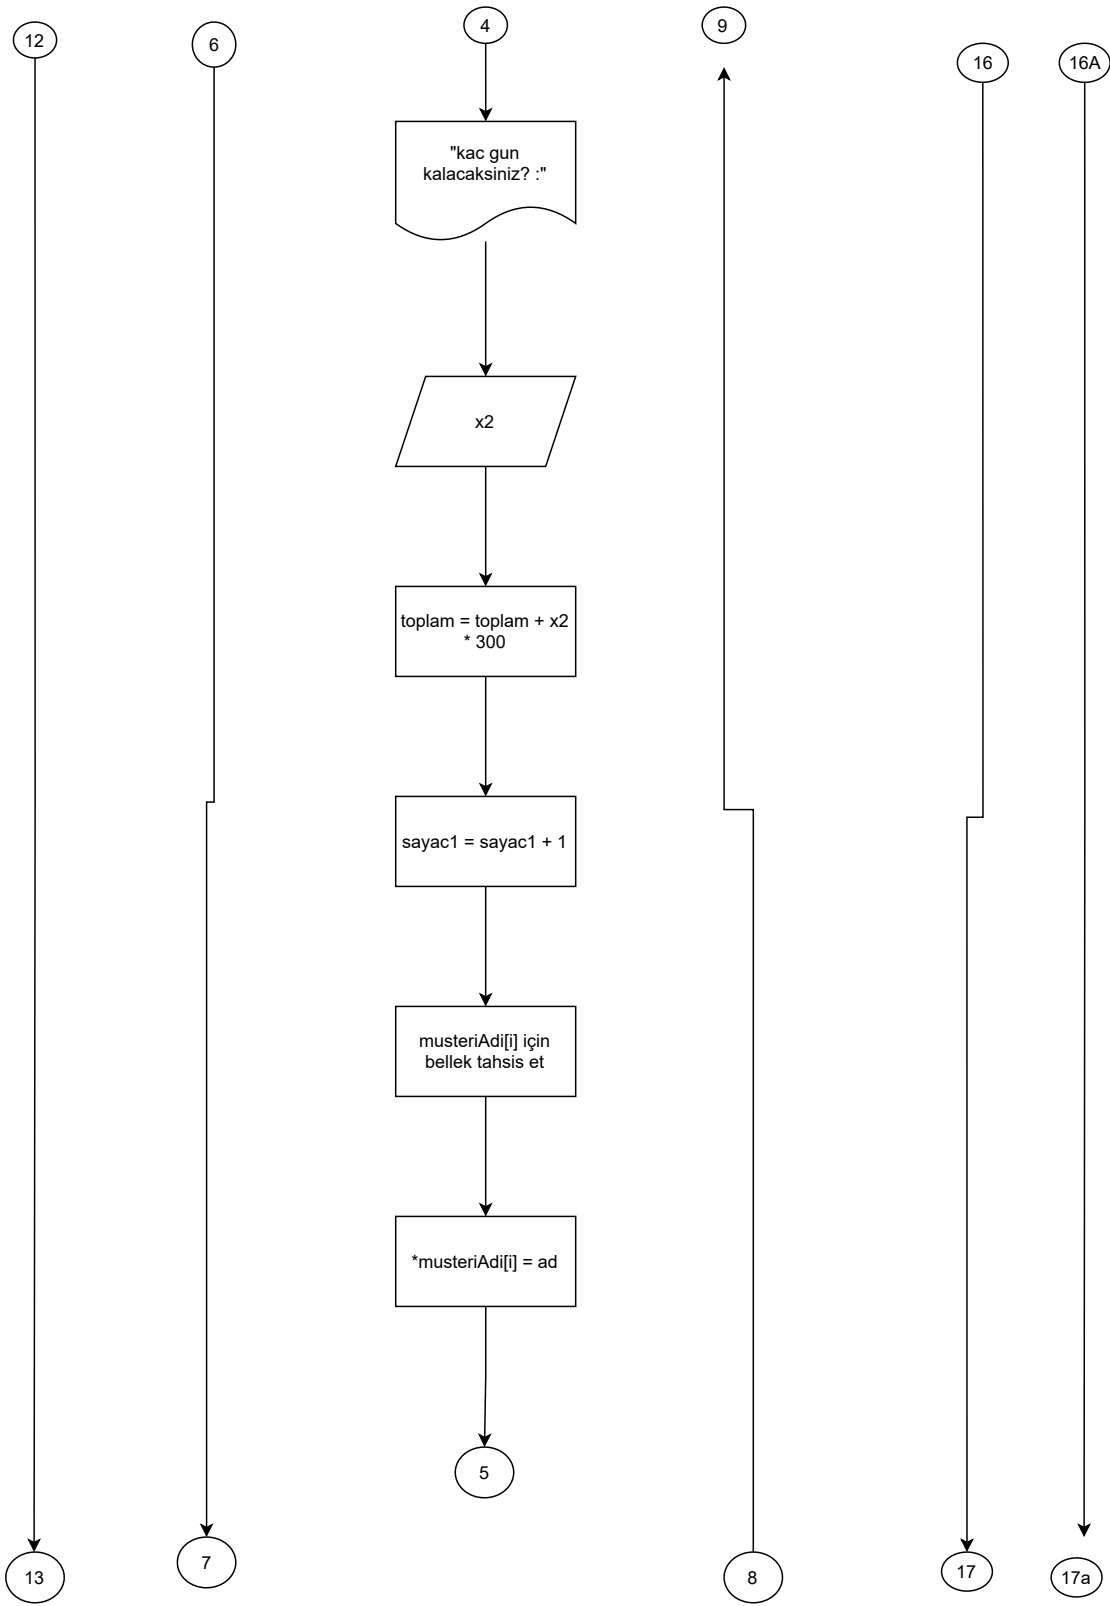 12
6
4
9
16
16A
"kac gun
kalacaksiniz? :"
x2
toplam = toplam + x2
* 300
sayac1 = sayac1 + 1
musteriAdi[i] için
bellek tahsis et
*musteriAdi[i] = ad
5
13
7
8
17
17a